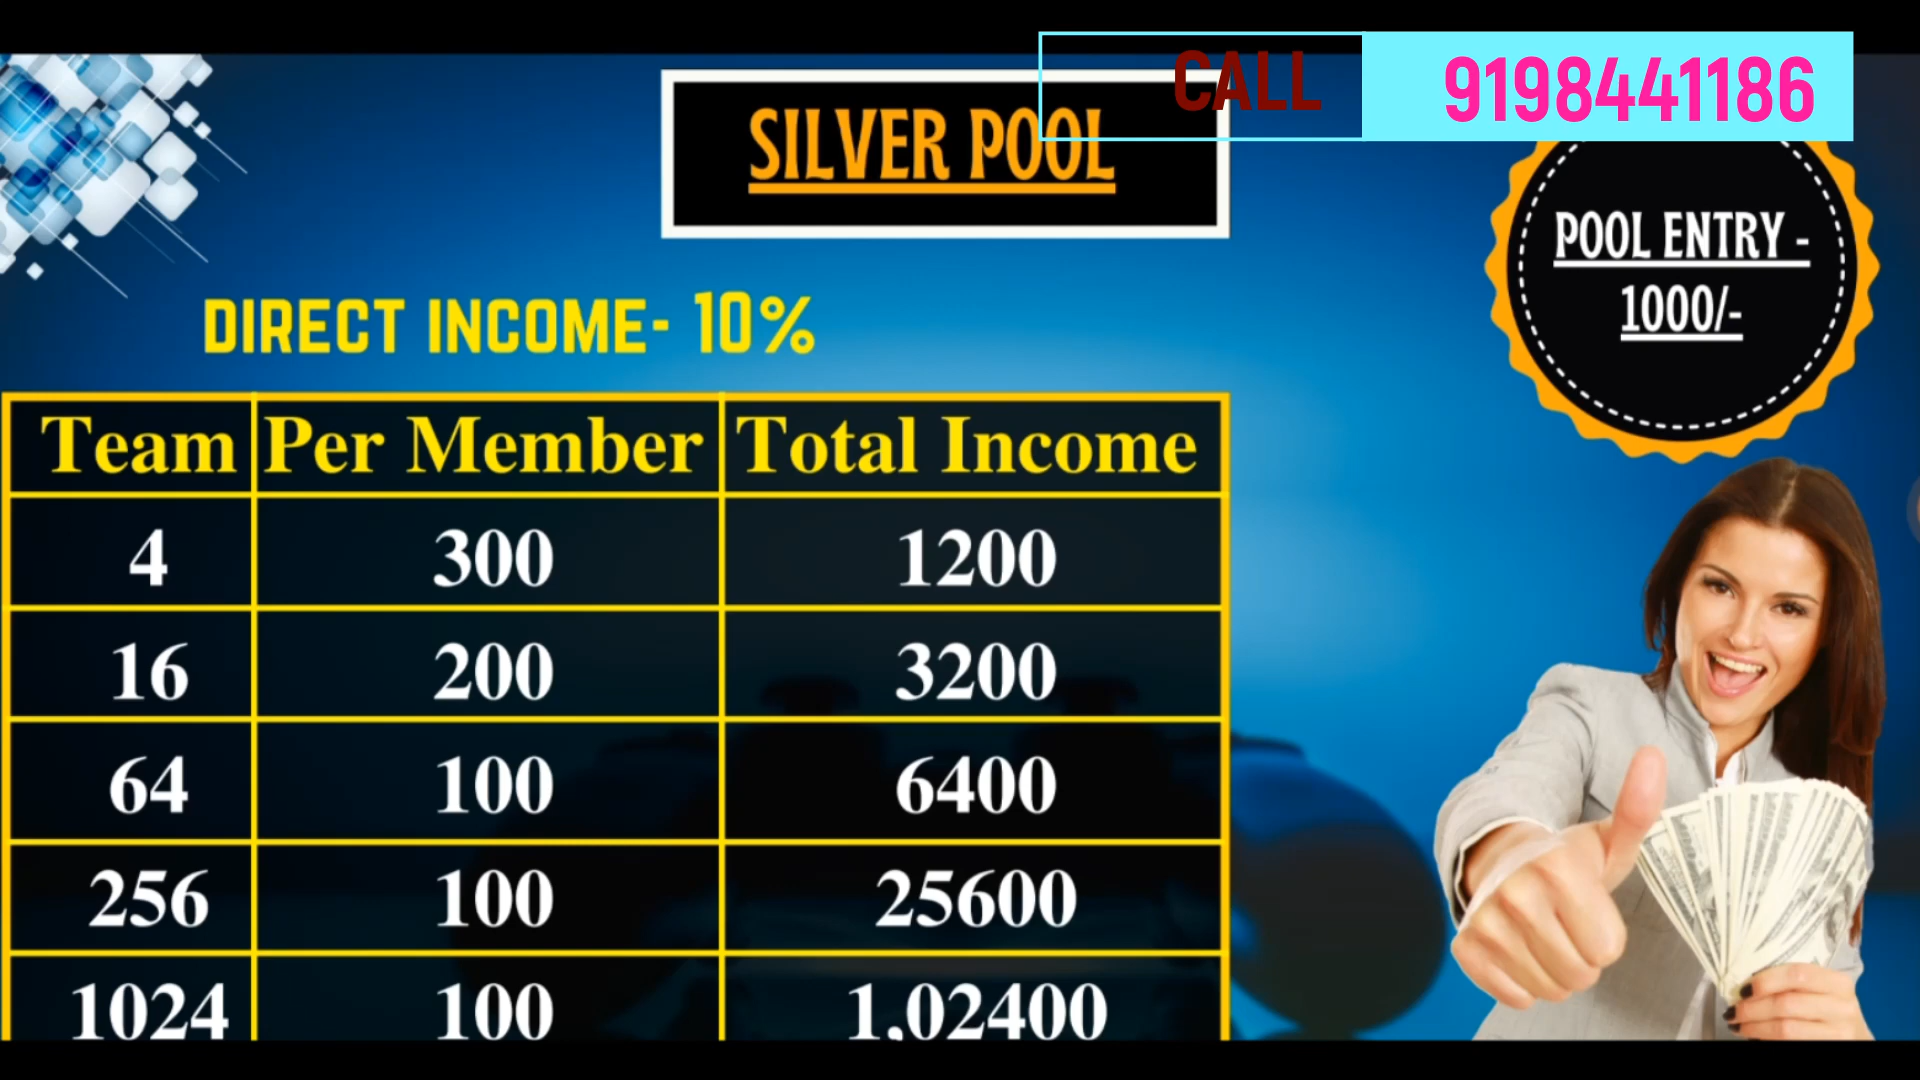 CALL 9198441186
SILVER POOL
POOL ENTRY -
1000/-
DIRECT INCOME- 10%
Team Per Member Total Income
4 300 1200
16 200 3200
64 100 6400
256 100 25600
1024 100 1,02400